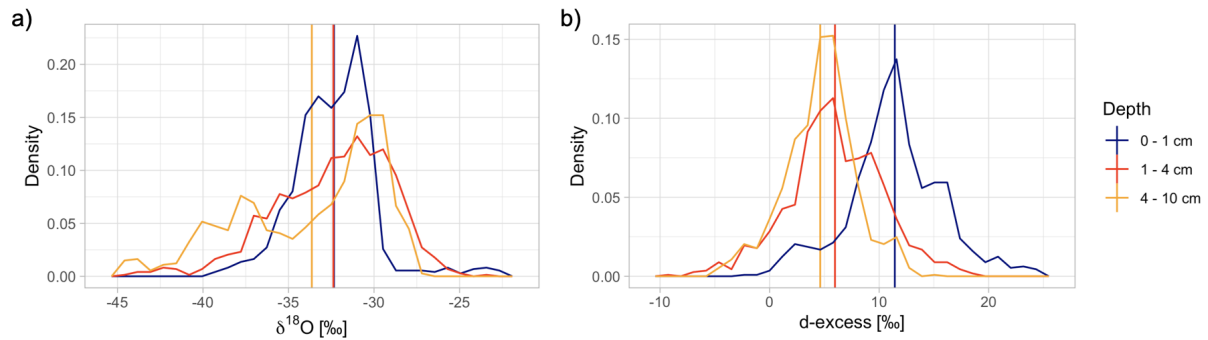 a)
Density
0.20
0.15
0.10
0.05
0.00
-45
-40
-35
-30
-25
δ¹⁸O [‰]
b)
Density
0.15
0.10
0.05
0.00
-10
0
10
20
d-excess [‰]
Depth
0 - 1 cm
1 - 4 cm
4 - 10 cm